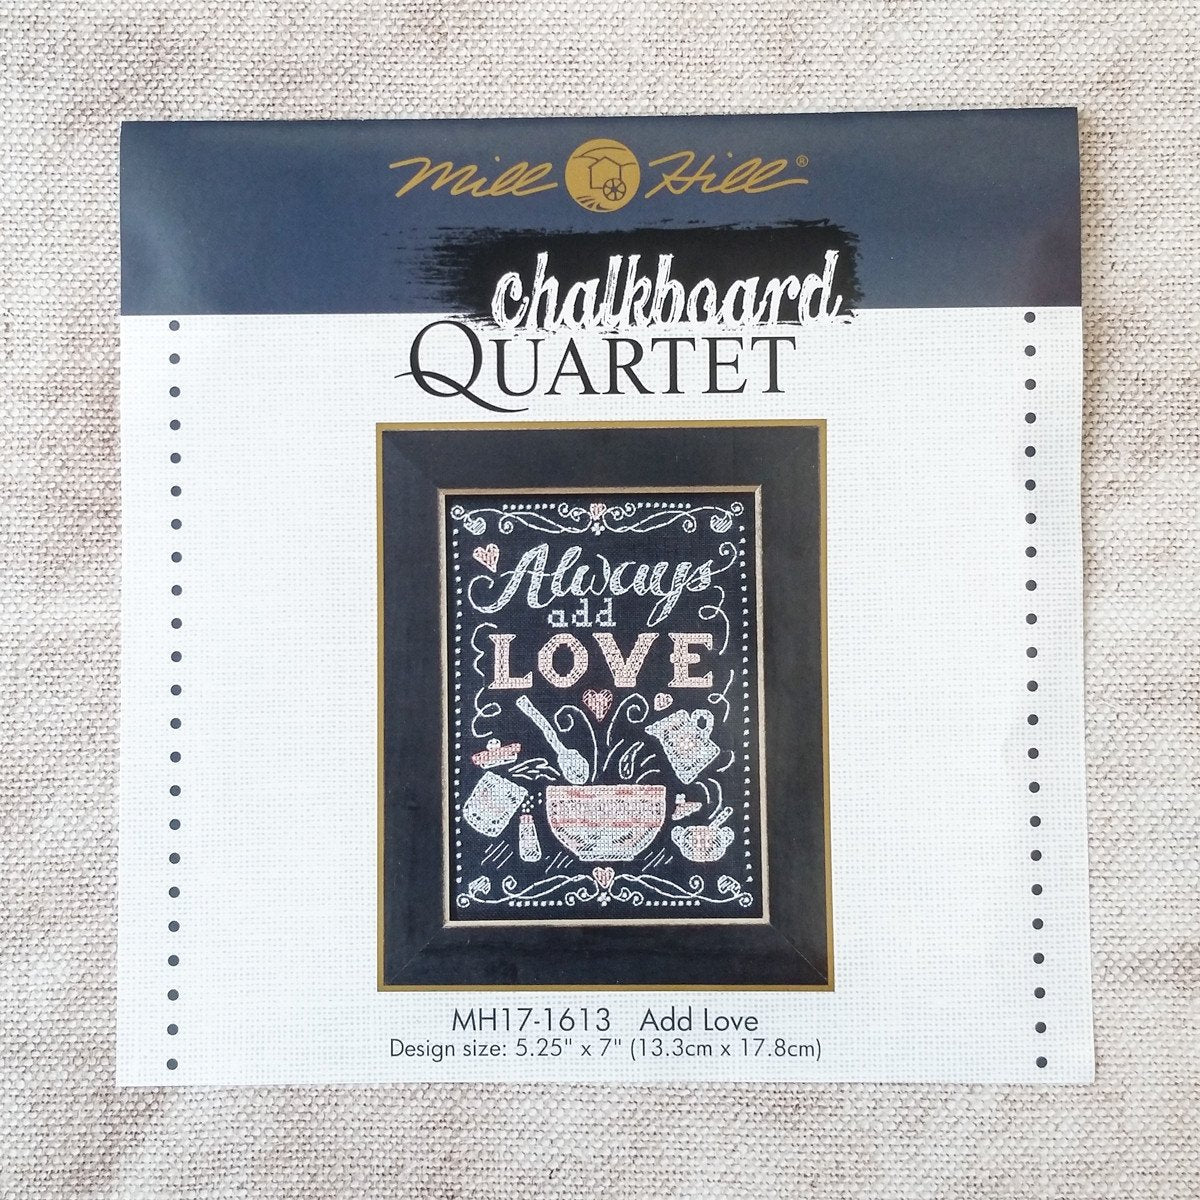 Mill Hill®
chalkboard
QUARTET
Always
add
LOVE
MH17-1613 Add Love
Design size: 5.25" x 7" (13.3cm x 17.8cm)